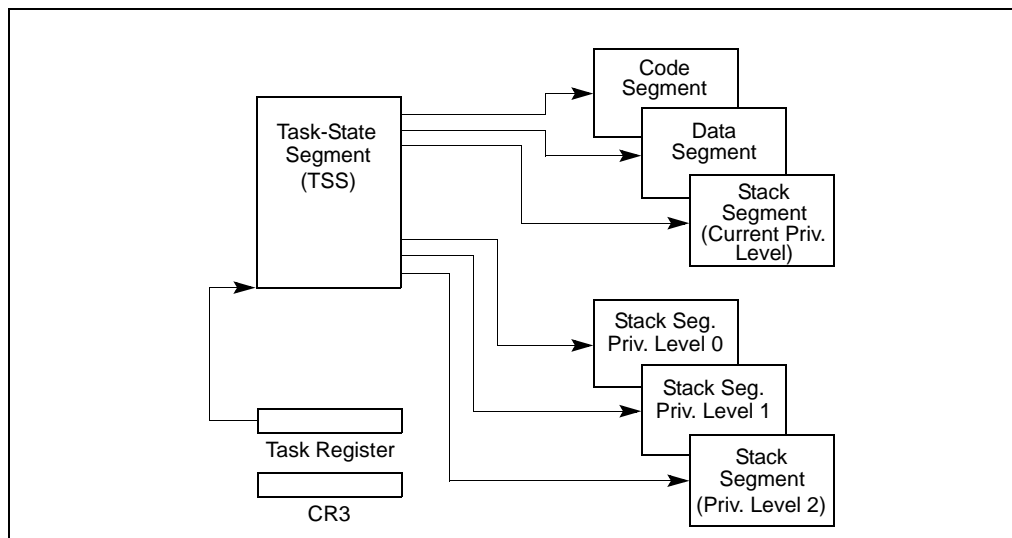 Code
Segment
Task-State
Segment
(TSS)
Data
Segment
Stack
Segment
(Current Priv.
Level)
Stack Seg.
Priv. Level 0
Stack Seg.
Priv. Level 1
Task Register
Stack
Segment
(Priv. Level 2)
CR3